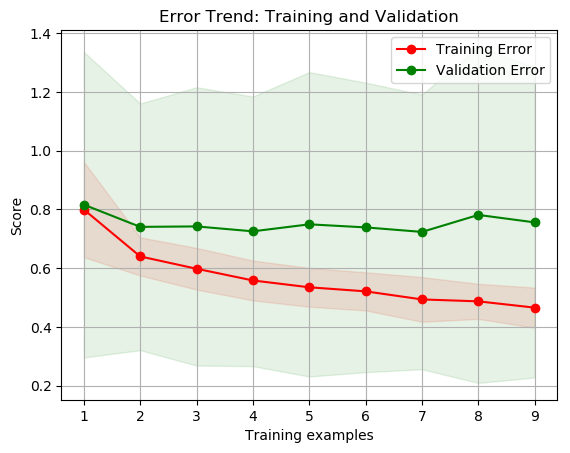 Error Trend: Training and Validation
Training Error
Validation Error
1.4
1.2
1.0
0.8
0.6
0.4
0.2
Score
1 2 3 4 5 6 7 8 9
Training examples